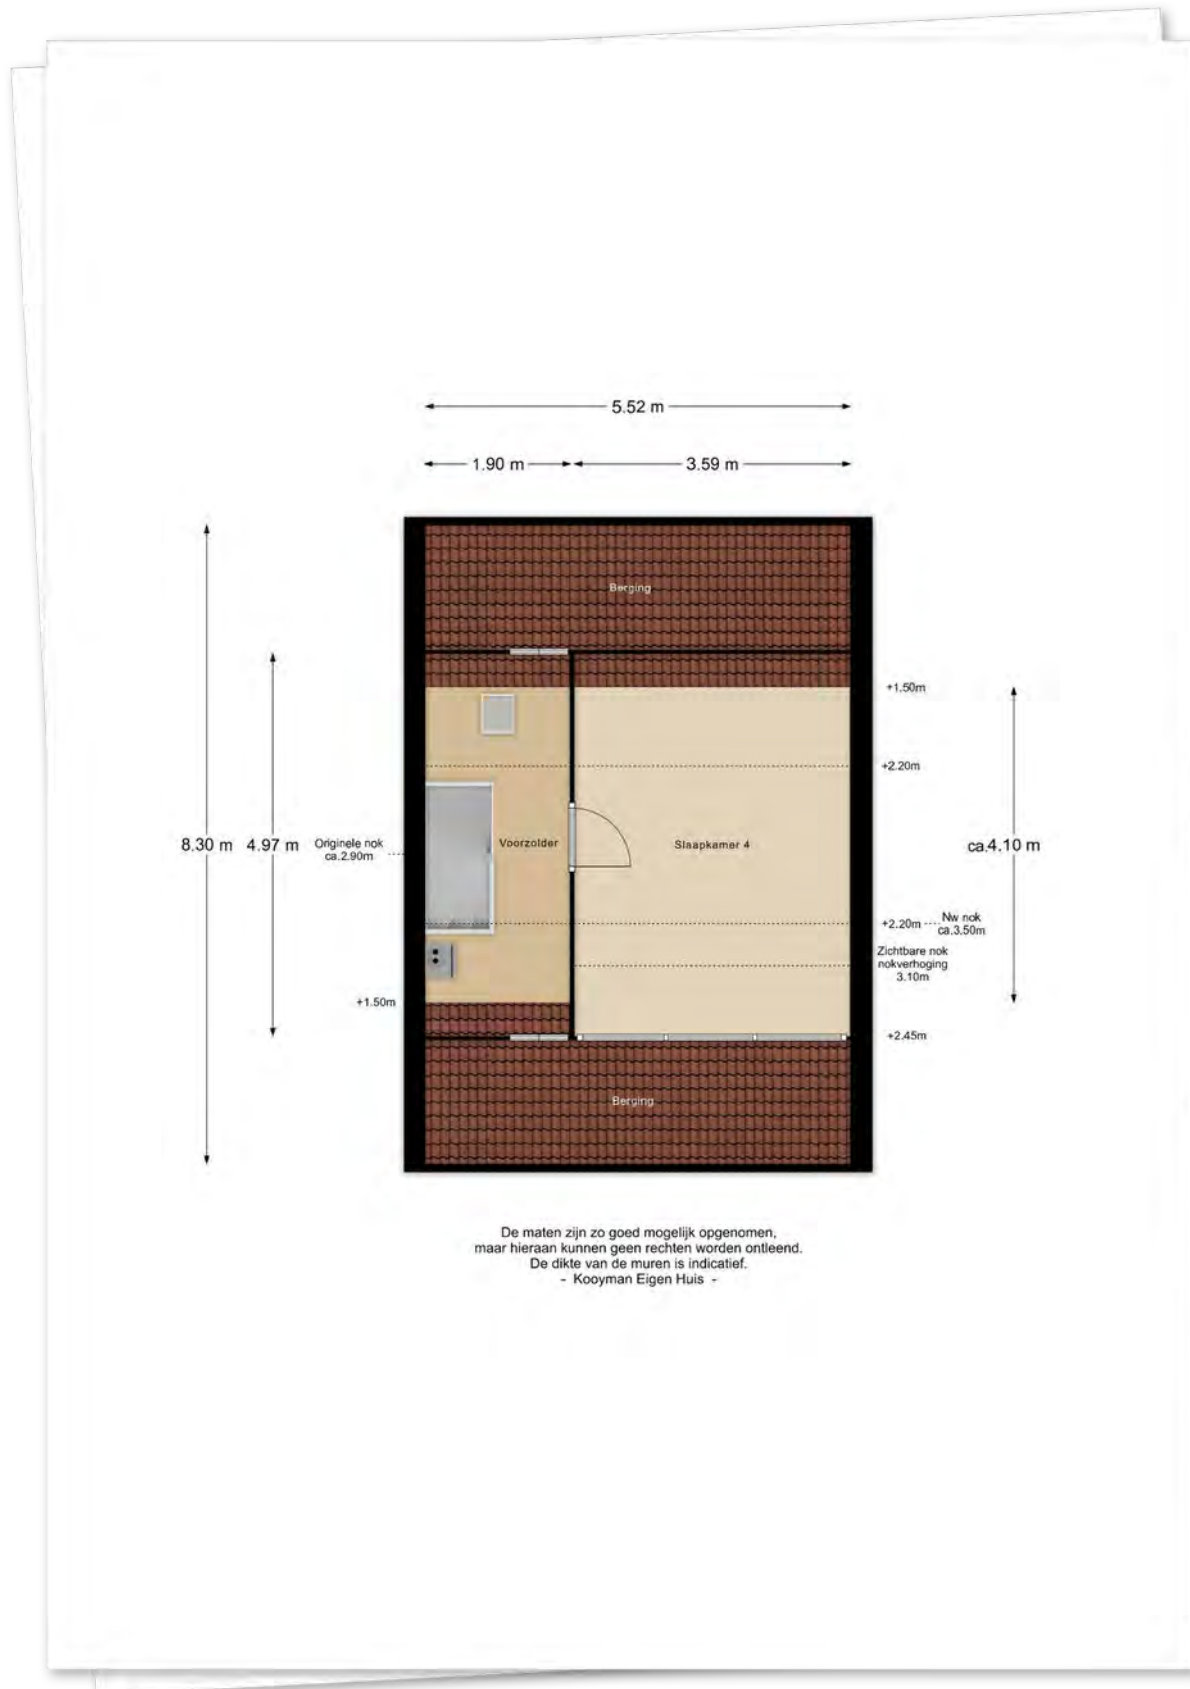 5.52 m
1.90 m
3.59 m
Berging
+1.50m
+2.20m
8.30 m
4.97 m
Originele nok
ca.2.90m
Voorzolder
Slaapkamer 4
ca.4.10 m
+2.20m
Nw nok
ca.3.50m
Zichtbare nok
nokverhoging
3.10m
+1.50m
+2.45m
Berging
De maten zijn zo goed mogelijk opgenomen,
maar hieraan kunnen geen rechten worden ontleend.
De dikte van de muren is indicatief.
- Kooyman Eigen Huis -